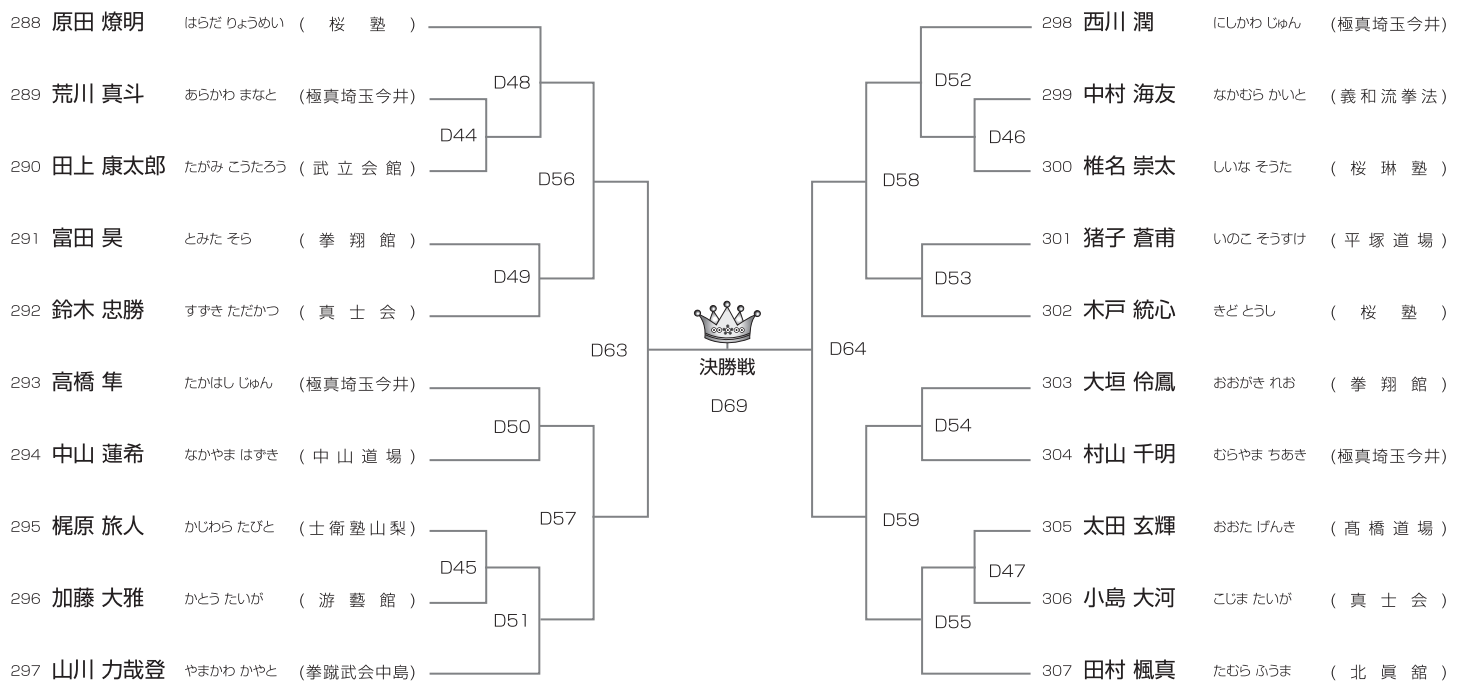 288 原田 燎明 はらだ りょうめい (桜塾)
289 荒川 真斗 あらかわ まなと (極真埼玉今井)
290 田上 康太郎 たがみ こうたろう (武立会館)
291 富田 昊 とみた そら (拳翔館)
292 鈴木 忠勝 すずき ただかつ (真士会)
293 高橋 隼 たかはし じゅん (極真埼玉今井)
294 中山 蓮希 なかやま はずき (中山道場)
295 梶原 旅人 かじわら たびと (士衛塾山梨)
296 加藤 大雅 かとう たいが (游藝館)
297 山川 力哉登 やまかわ かやと (拳蹴武会中島)
D48
D44
D56
D49
D63
D50
D57
D45
D51
決勝戦
D69
D52
D46
D58
D53
D64
D54
D59
D47
D55
298 西川 潤 にしかわ じゅん (極真埼玉今井)
299 中村 海友 なかむら かいと (義和流拳法)
300 椎名 崇太 しいな そうた (桜琳塾)
301 猪子 蒼甫 いのこ そうすけ (平塚道場)
302 木戸 統心 きど とうし (桜塾)
303 大垣 伶鳳 おおがき れお (拳翔館)
304 村山 千明 むらやま ちあき (極真埼玉今井)
305 太田 玄輝 おおた げんき (髙橋道場)
306 小島 大河 こじま たいが (真士会)
307 田村 楓真 たむら ふうま (北眞舘)